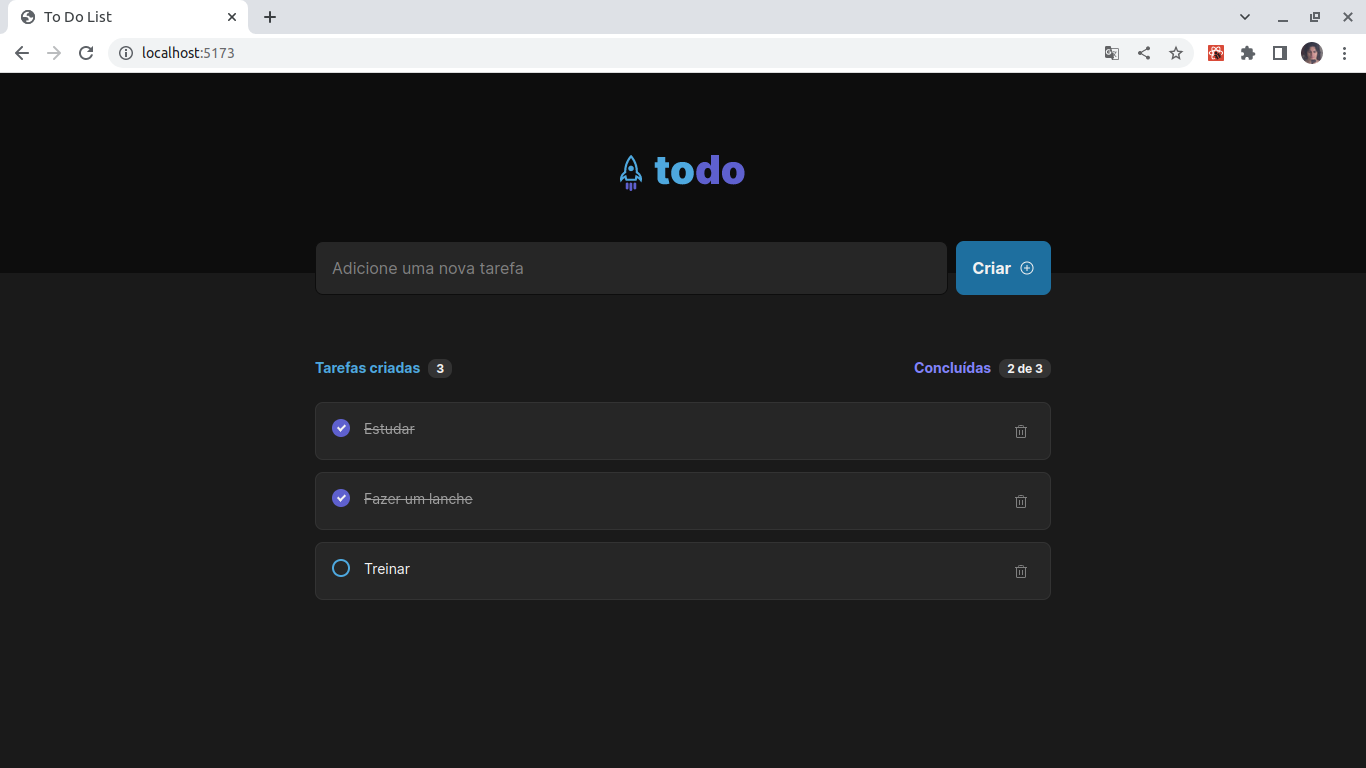 To Do List
localhost:5173
todo
Adicione uma nova tarefa
Criar
Tarefas criadas 3
Concluídas 2 de 3
Estudar
Fazer um lanche
Treinar